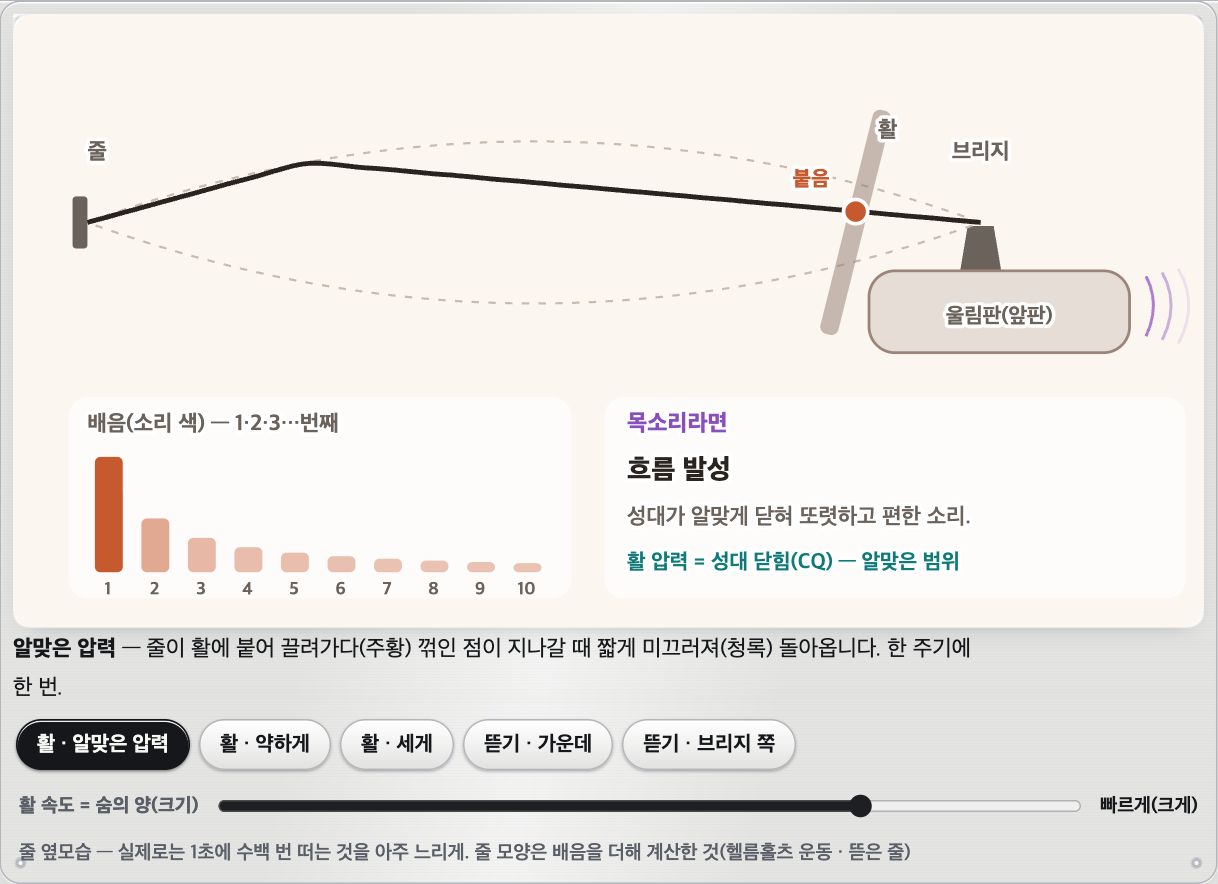 줄
활
브리지
붙음
울림판(앞판)
배음(소리 색) — 1·2·3…번째
1 2 3 4 5 6 7 8 9 10
목소리라면
흐름 발성
성대가 알맞게 닫혀 또렷하고 편한 소리.
활 압력 = 성대 닫힘(CQ) — 알맞은 범위
알맞은 압력 — 줄이 활에 붙어 끌려가다(주황) 꺾인 점이 지나갈 때 짧게 미끄러져(청록) 돌아옵니다. 한 주기에
한 번.
활 · 알맞은 압력 활 · 약하게 활 · 세게 뜯기 · 가운데 뜯기 · 브리지 쪽
활 속도 = 숨의 양(크기) 빠르게(크게)
줄 옆모습 — 실제로는 1초에 수백 번 떠는 것을 아주 느리게. 줄 모양은 배음을 더해 계산한 것(헬름홀츠 운동 · 뜯은 줄)